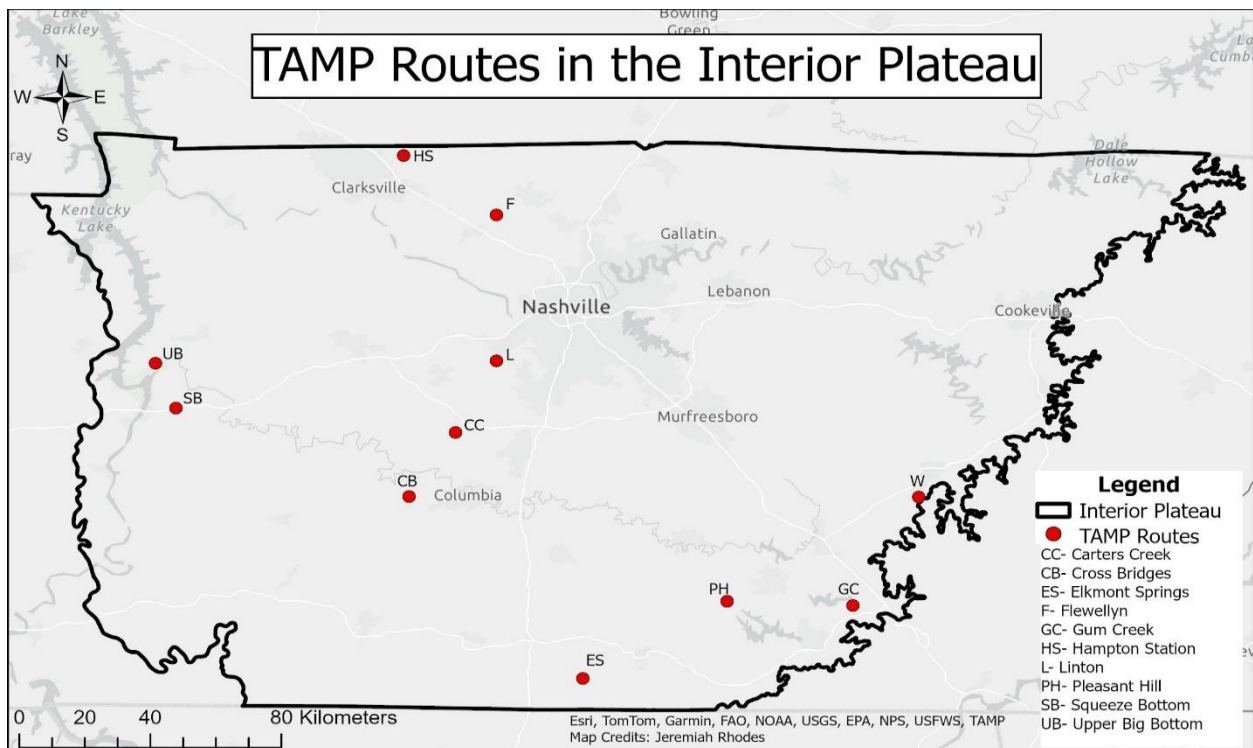 Lake
Barkley
Bowling
Green
La
Cumb
TAMP Routes in the Interior Plateau
N
W E
S
ray
HS
Dale
Hollow
Lake
Clarksville
Kentucky
Lake
F
Gallatin
Nashville
Lebanon
Cookeville
UB
L
SB
CC
Murfreesboro
CB
Columbia
W
Legend
Interior Plateau
TAMP Routes
CC- Carters Creek
CB- Cross Bridges
ES- Elkmont Springs
F- Flewellyn
GC- Gum Creek
HS- Hampton Station
L- Linton
PH- Pleasant Hill
SB- Squeeze Bottom
UB- Upper Big Bottom
PH
GC
ES
0 20 40 80 Kilometers
Esri, TomTom, Garmin, FAO, NOAA, USGS, EPA, NPS, USFWS, TAMP
Map Credits: Jeremiah Rhodes